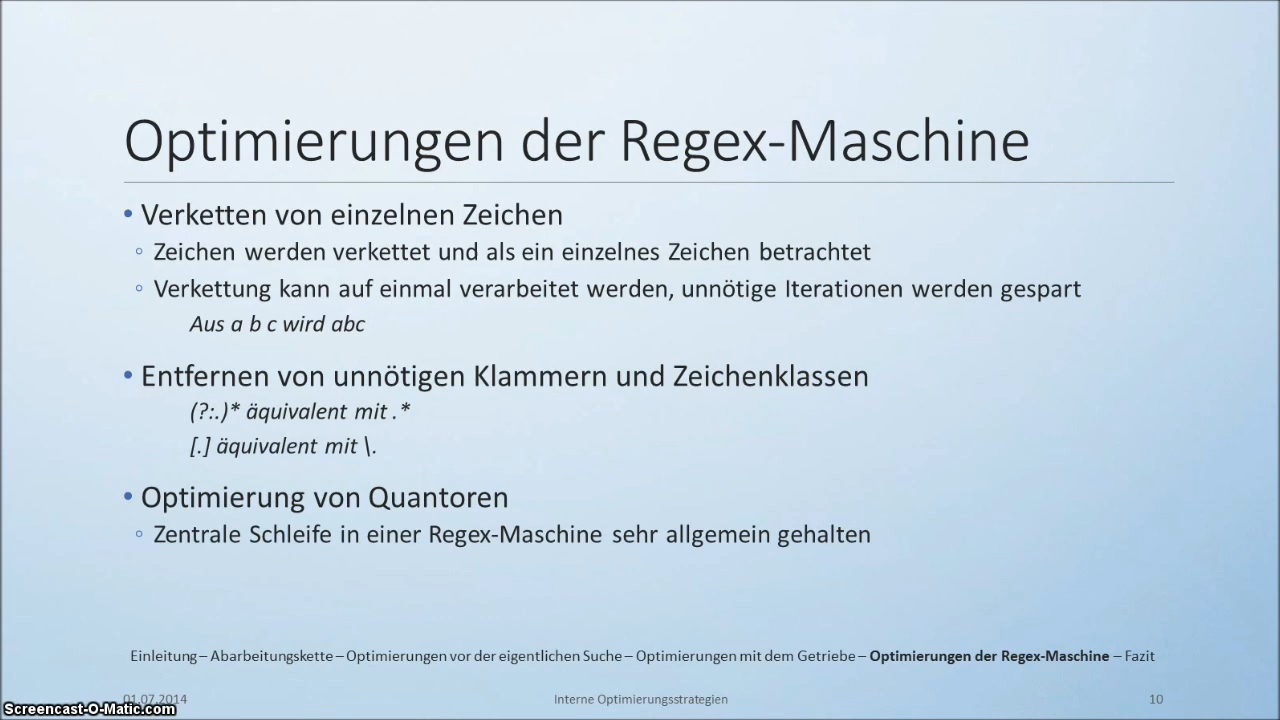 Optimierungen der Regex-Maschine
• Verketten von einzelnen Zeichen
◦ Zeichen werden verkettet und als ein einzelnes Zeichen betrachtet
◦ Verkettung kann auf einmal verarbeitet werden, unnötige Iterationen werden gespart
Aus a b c wird abc
• Entfernen von unnötigen Klammern und Zeichenklassen
(?:.)* äquivalent mit .*
[.] äquivalent mit \.
• Optimierung von Quantoren
◦ Zentrale Schleife in einer Regex-Maschine sehr allgemein gehalten
Einleitung – Abarbeitungskette – Optimierungen vor der eigentlichen Suche – Optimierungen mit dem Getriebe – Optimierungen der Regex-Maschine – Fazit
01.07.2014 Interne Optimierungsstrategien 10
Screencast-O-Matic.com